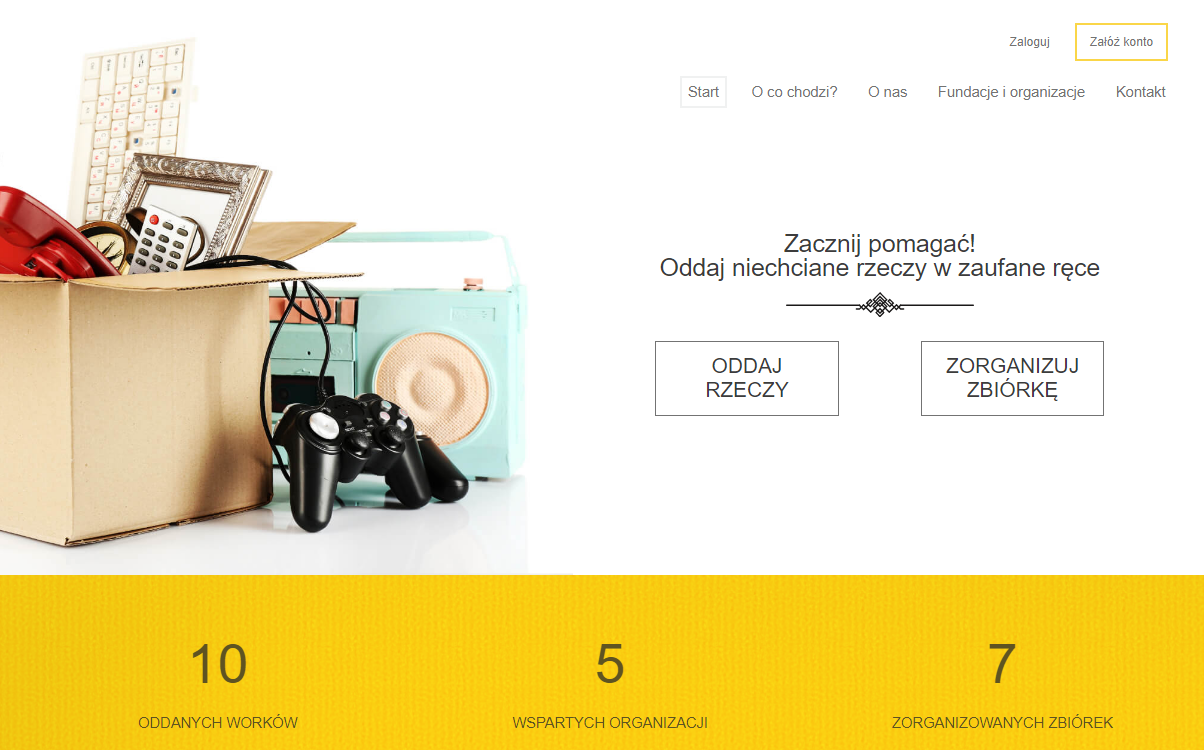 Zaloguj
Załóż konto
Start
O co chodzi?
O nas
Fundacje i organizacje
Kontakt
Zacznij pomagać!
Oddaj niechciane rzeczy w zaufane ręce
ODDAJ
RZECZY
ZORGANIZUJ
ZBIÓRKĘ
10
5
7
ODDANYCH WORKÓW
WSPARTYCH ORGANIZACJI
ZORGANIZOWANYCH ZBIÓREK